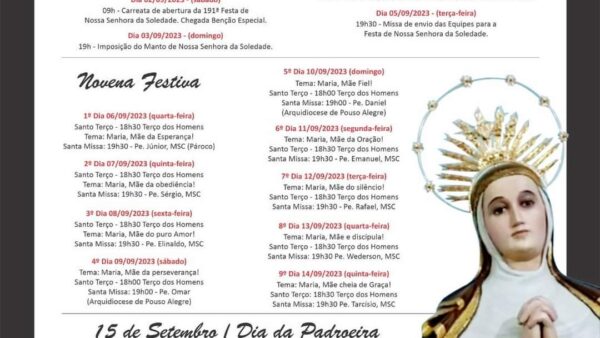 Dia 02/09/2023 - (sábado)
09h - Carreata de abertura da 191ª Festa de
Nossa Senhora da Soledade. Chegada Benção Especial.
Dia 03/09/2023 - (domingo)
19h - Imposição do Manto de Nossa Senhora da Soledade.
Dia 05/09/2023 - (terça-feira)
19h30 - Missa de envio das Equipes para a
Festa de Nossa Senhora da Soledade.
Novena Festiva
1º Dia 06/09/2023 (quarta-feira)
Santo Terço - 18h30 Terço dos Homens
Tema: Maria, Mãe da Esperança!
Santa Missa: 19h30 - Pe. Júnior, MSC (Pároco)
2º Dia 07/09/2023 (quinta-feira)
Santo Terço - 18h30 Terço dos Homens
Tema: Maria, Mãe da obediência!
Santa Missa: 19h30 - Pe. Sérgio, MSC
3º Dia 08/09/2023 (sexta-feira)
Santo Terço - 18h30 Terço dos Homens
Tema: Maria, Mãe do puro Amor!
Santa Missa: 19h30 - Pe. Elinaldo, MSC
4º Dia 09/09/2023 (sábado)
Tema: Maria, Mãe da perseverança!
Santo Terço - 18h00 Terço dos Homens
Santa Missa: 19h00 - Pe. Omar
(Arquidiocese de Pouso Alegre)
5º Dia 10/09/2023 (domingo)
Tema: Maria, Mãe Fiel!
Santo Terço - 18h00 Terço dos Homens
Santa Missa: 19h00 - Pe. Daniel
(Arquidiocese de Pouso Alegre)
6º Dia 11/09/2023 (segunda-feira)
Tema: Maria, Mãe da Oração!
Santo Terço - 18h30 Terço dos Homens
Santa Missa: 19h30 - Pe. Emanuel, MSC
7º Dia 12/09/2023 (terça-feira)
Tema: Maria, Mãe do silêncio!
Santo Terço - 18h30 Terço dos Homens
Santa Missa: 19h30 - Pe. Rafael, MSC
8º Dia 13/09/2023 (quarta-feira)
Tema: Maria, Mãe e discipula!
Santo Terço - 18h30 Terço dos Homens
Santa Missa: 19h30 - Pe. Wederson, MSC
9º Dia 14/09/2023 (quinta-feira)
Tema: Maria, Mãe cheia de Graça!
Santo Terço - 18h30 Terço dos Homens
Santa Missa: 19h30 - Pe. Tarcísio, MSC
15 de Setembro | Dia da Padroeira